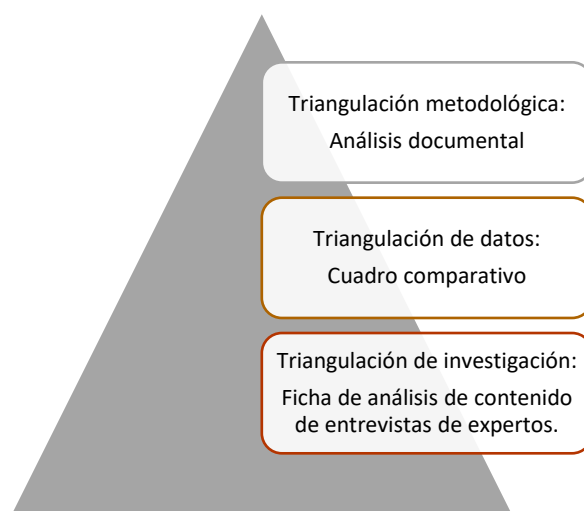 Triangulación metodológica:
Análisis documental
Triangulación de datos:
Cuadro comparativo
Triangulación de investigación:
Ficha de análisis de contenido
de entrevistas de expertos.